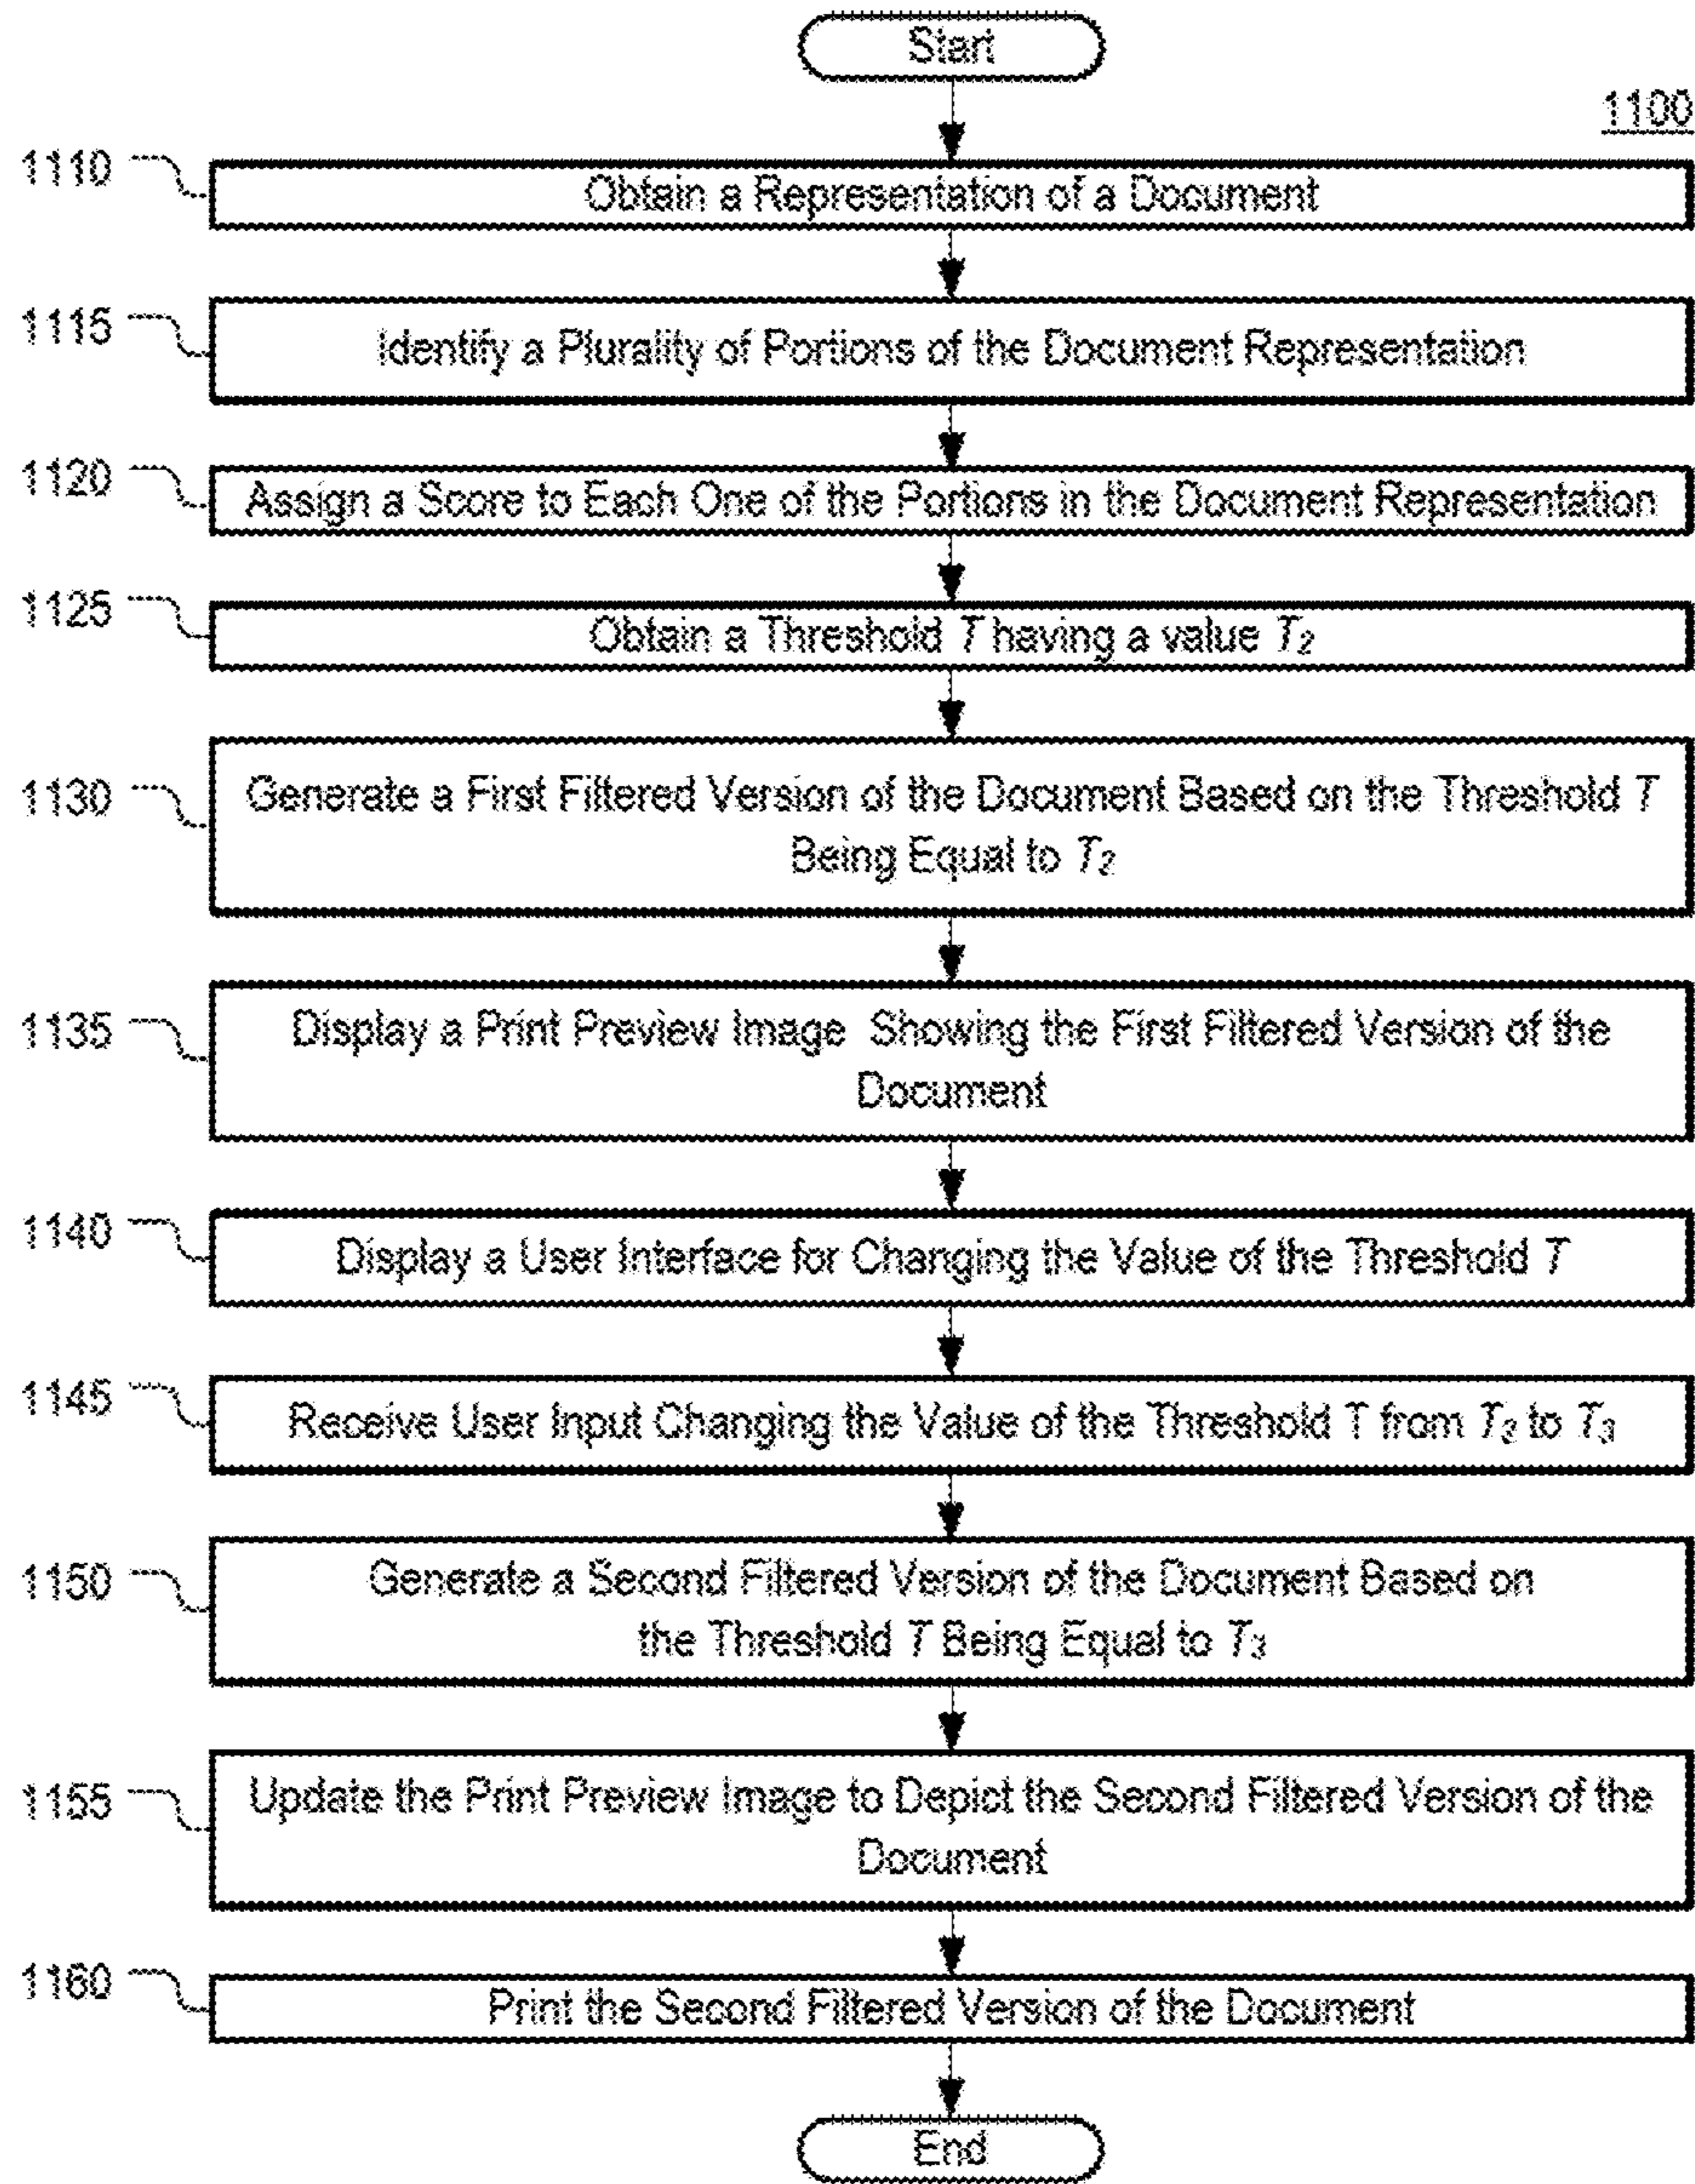 Start
1100
1110
Obtain a Representation of a Document
1115
Identify a Plurality of Portions of the Document Representation
1120
Assign a Score to Each One of the Portions in the Document Representation
1125
Obtain a Threshold T having a value T₂
1130
Generate a First Filtered Version of the Document Based on the Threshold T
Being Equal to T₂
1135
Display a Print Preview Image Showing the First Filtered Version of the
Document
1140
Display a User Interface for Changing the Value of the Threshold T
1145
Receive User Input Changing the Value of the Threshold T from T₂ to T₃
1150
Generate a Second Filtered Version of the Document Based on
the Threshold T Being Equal to T₃
1155
Update the Print Preview Image to Depict the Second Filtered Version of the
Document
1160
Print the Second Filtered Version of the Document
End